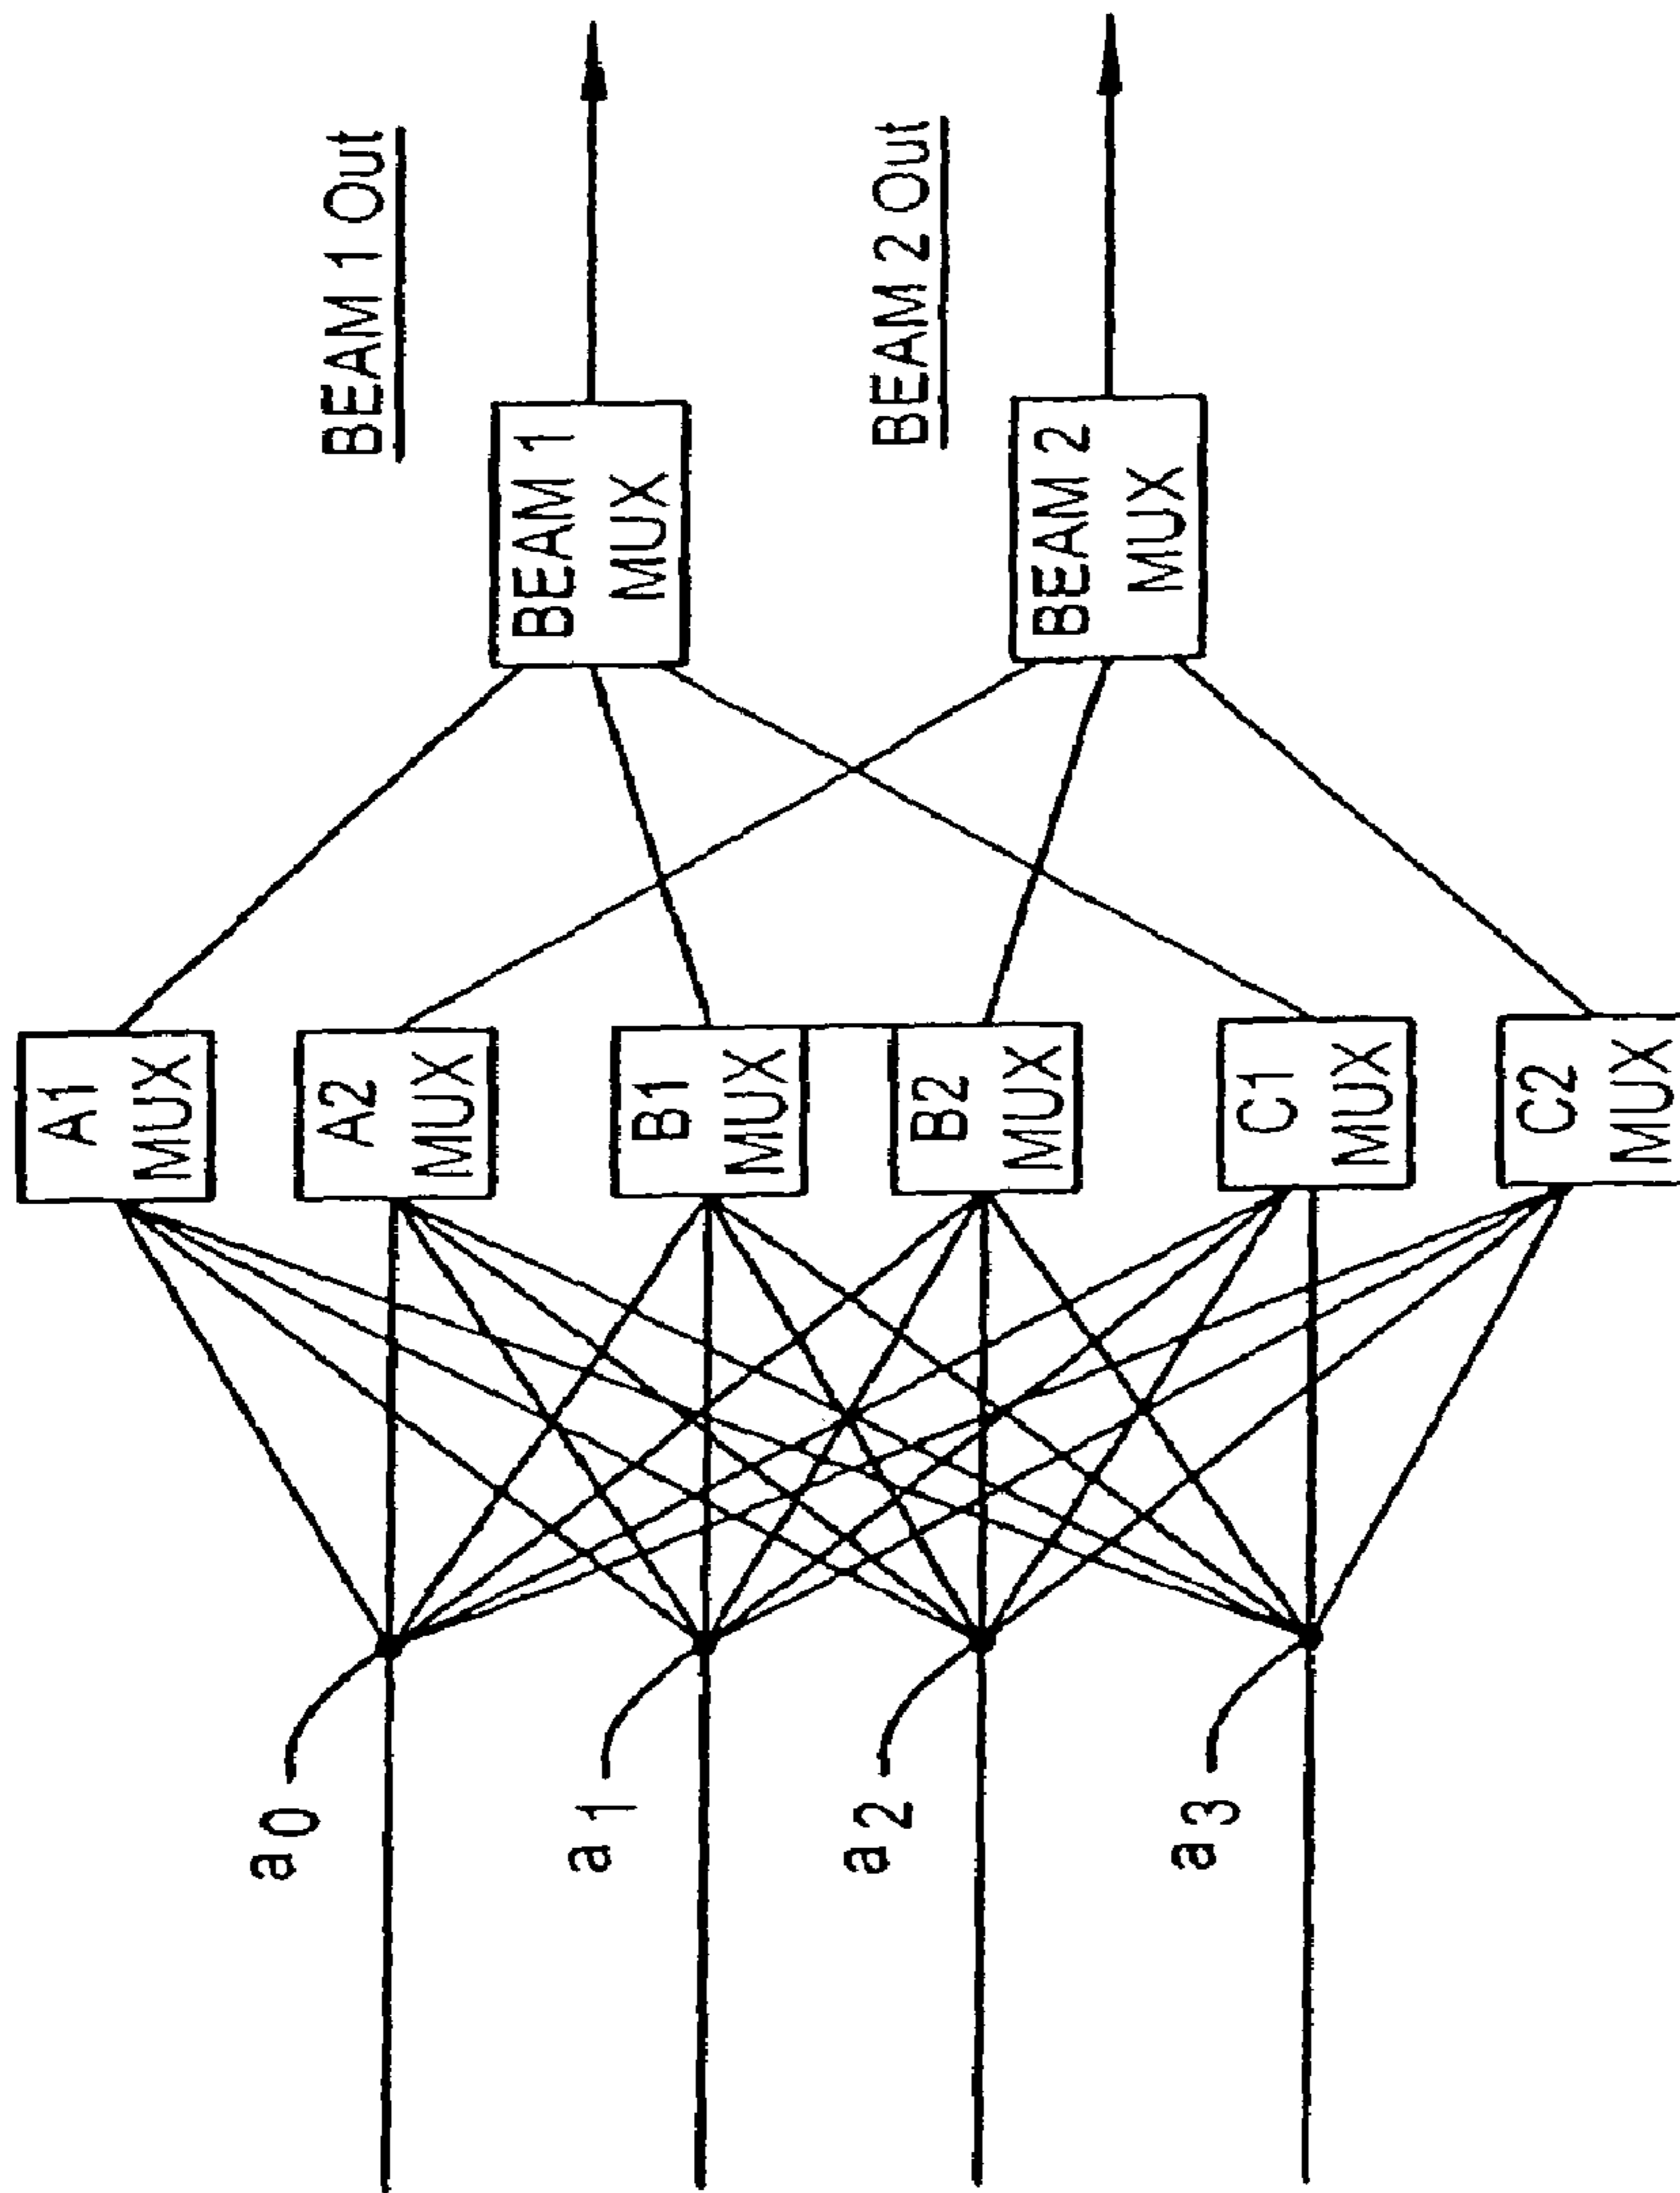 BEAM 1 Out
BEAM 2 Out
BEAM 1
MUX
BEAM 2
MUX
A1
MUX
A2
MUX
B1
MUX
B2
MUX
C1
MUX
C2
MUX
a0
a1
a2
a3